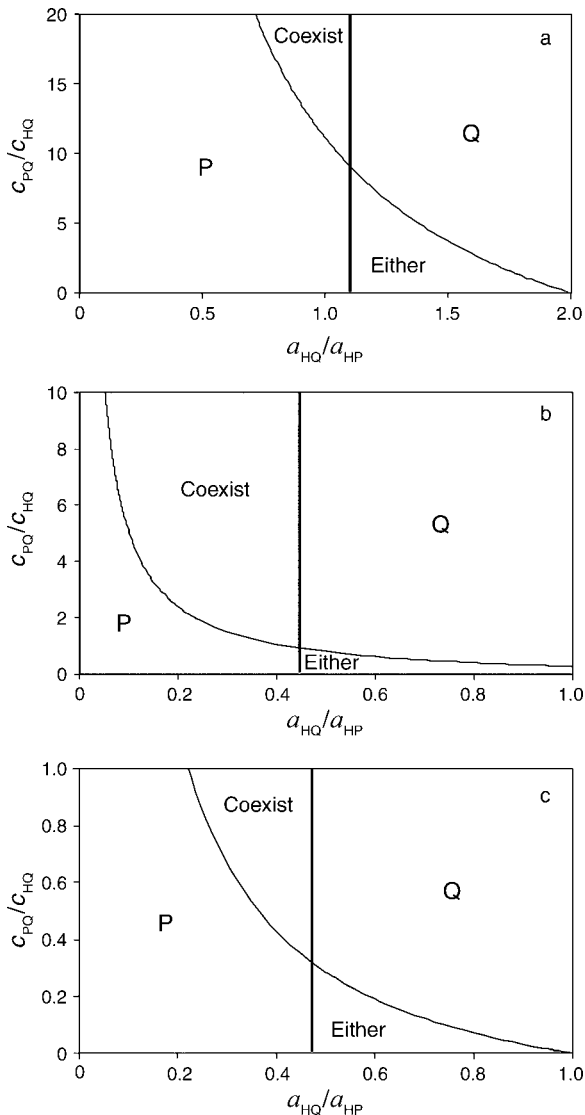 a
20
15
10
5
0
c_PQ/c_HQ
Coexist
P
Q
Either
0 0.5 1.0 1.5 2.0
a_HQ/a_HP
b
10
8
6
4
2
0
c_PQ/c_HQ
Coexist
Q
P
Either
0 0.2 0.4 0.6 0.8 1.0
a_HQ/a_HP
c
1.0
0.8
0.6
0.4
0.2
0
c_PQ/c_HQ
Coexist
Q
P
Either
0 0.2 0.4 0.6 0.8 1.0
a_HQ/a_HP